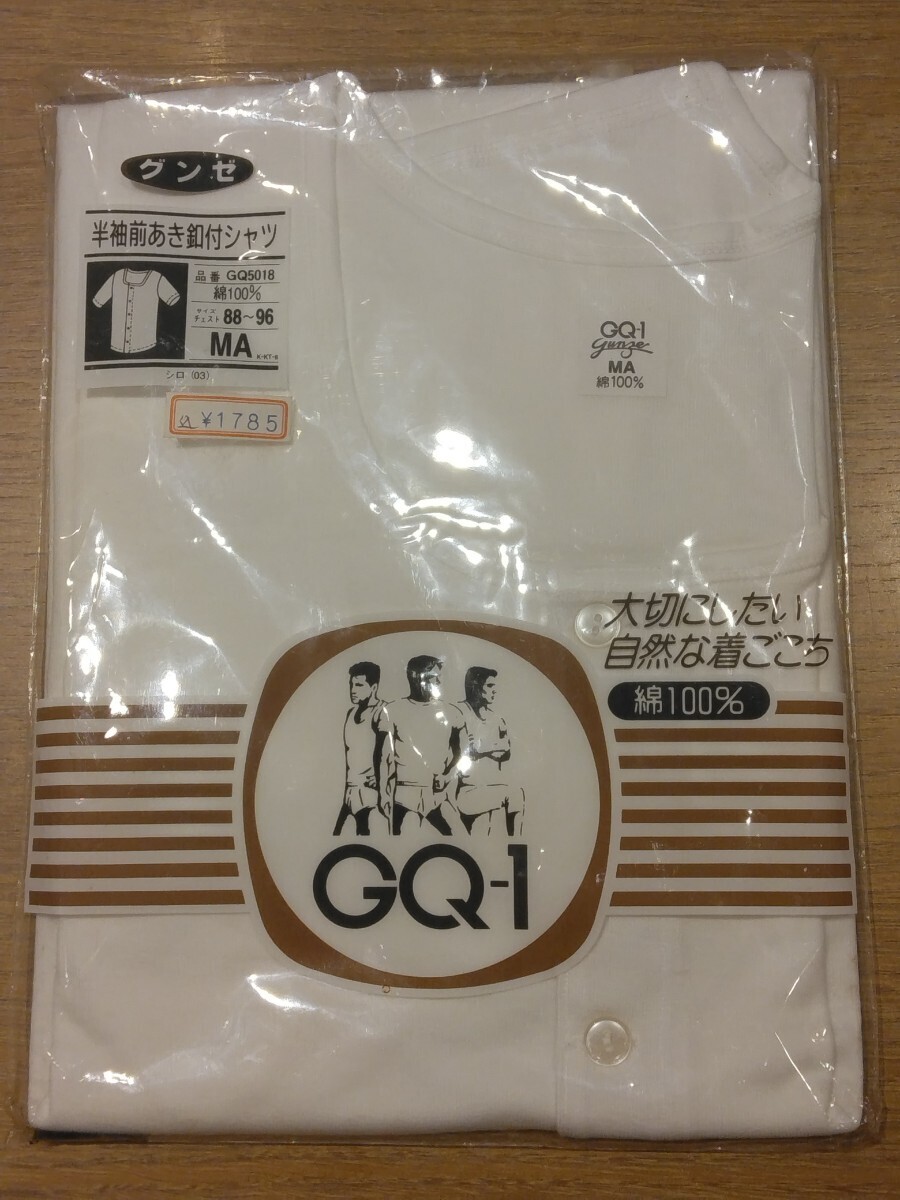 グンゼ
半袖前あき釦付シャツ
品番 GQ5018
綿100%
サイズ
チェスト 88〜96
MA K-KT-6
シロ(03)
¥1785
GQ-1
gunze
MA
綿100%
大切にしたい
自然な着ごこち
綿100%
GQ-1